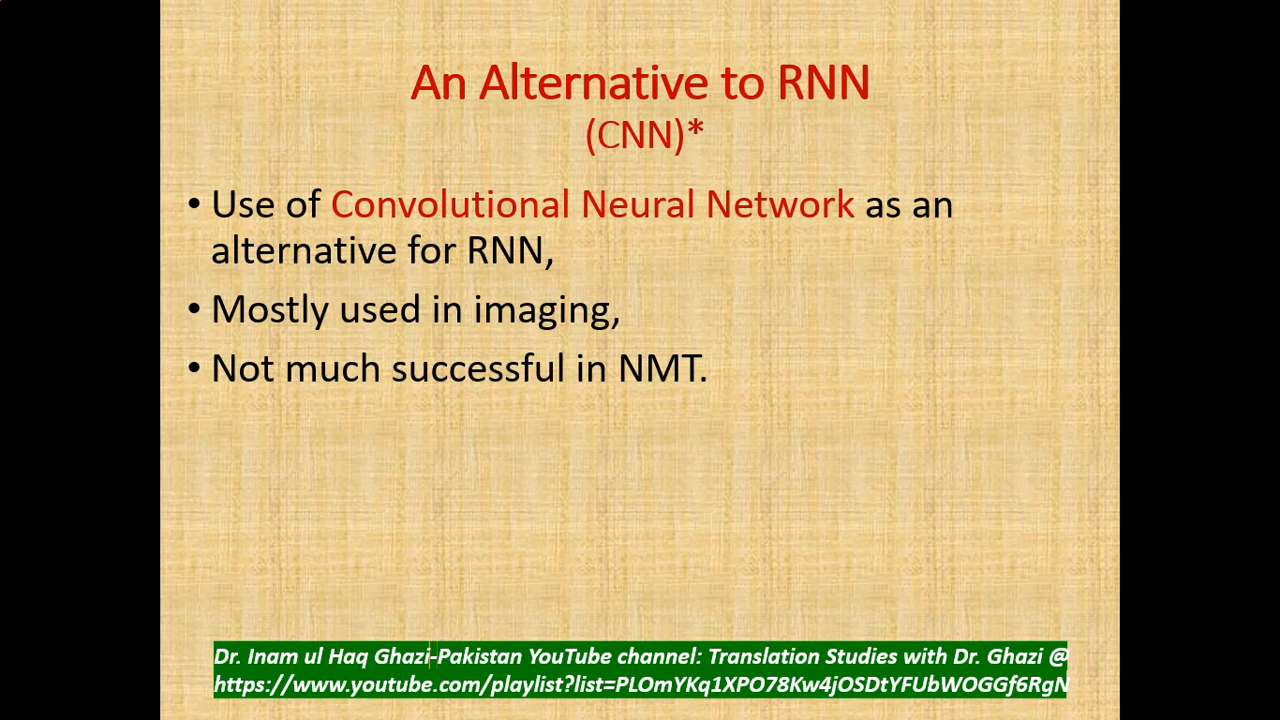 An Alternative to RNN
(CNN)*
• Use of Convolutional Neural Network as an
alternative for RNN,
• Mostly used in imaging,
• Not much successful in NMT.
Dr. Inam ul Haq Ghazi-Pakistan YouTube channel: Translation Studies with Dr. Ghazi @
https://www.youtube.com/playlist?list=PLOmYKq1XPO78Kw4jOSDtYFUbWOGGf6RgN